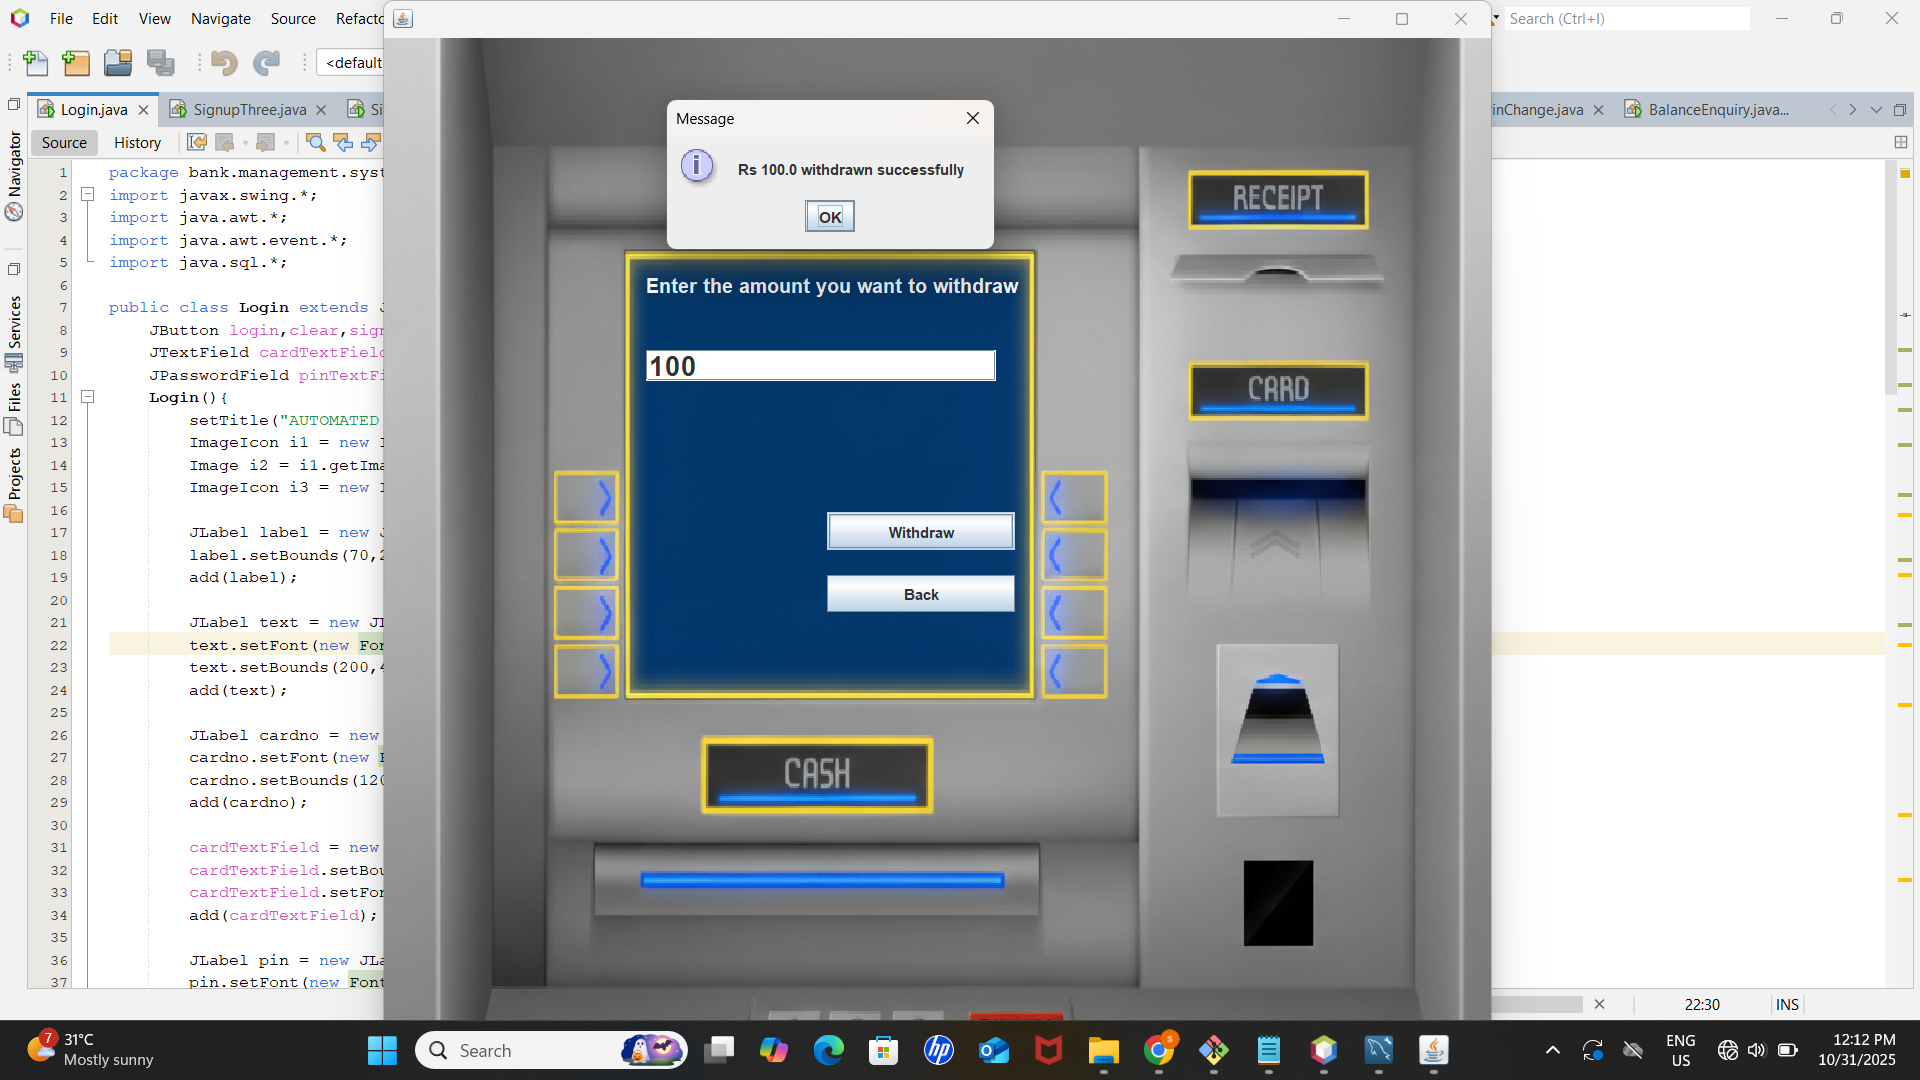 File Edit View Navigate Source Refacto
Search (Ctrl+I)
<default
Login.java
SignupThree.java
Si
inChange.java
BalanceEnquiry.java...
Source
History
Navigator
Services
Files
Projects
1 package bank.management.syst
2 import javax.swing.*;
3 import java.awt.*;
4 import java.awt.event.*;
5 import java.sql.*;
6
7 public class Login extends J
8 JButton login,clear,sign
9 JTextField cardTextField
10 JPasswordField pinTextFi
11 Login(){
12 setTitle("AUTOMATED
13 ImageIcon i1 = new I
14 Image i2 = i1.getIma
15 ImageIcon i3 = new I
16
17 JLabel label = new J
18 label.setBounds(70,2
19 add(label);
20
21 JLabel text = new JL
22 text.setFont(new Fon
23 text.setBounds(200,4
24 add(text);
25
26 JLabel cardno = new
27 cardno.setFont(new F
28 cardno.setBounds(120
29 add(cardno);
30
31 cardTextField = new
32 cardTextField.setBou
33 cardTextField.setFon
34 add(cardTextField);
35
36 JLabel pin = new JLa
37 pin.setFont(new Font
Message
Rs 100.0 withdrawn successfully
OK
Enter the amount you want to withdraw
100
Withdraw
Back
RECEIPT
CARD
CASH
22:30
INS
7
31°C
Mostly sunny
Search
ENG
US
12:12 PM
10/31/2025